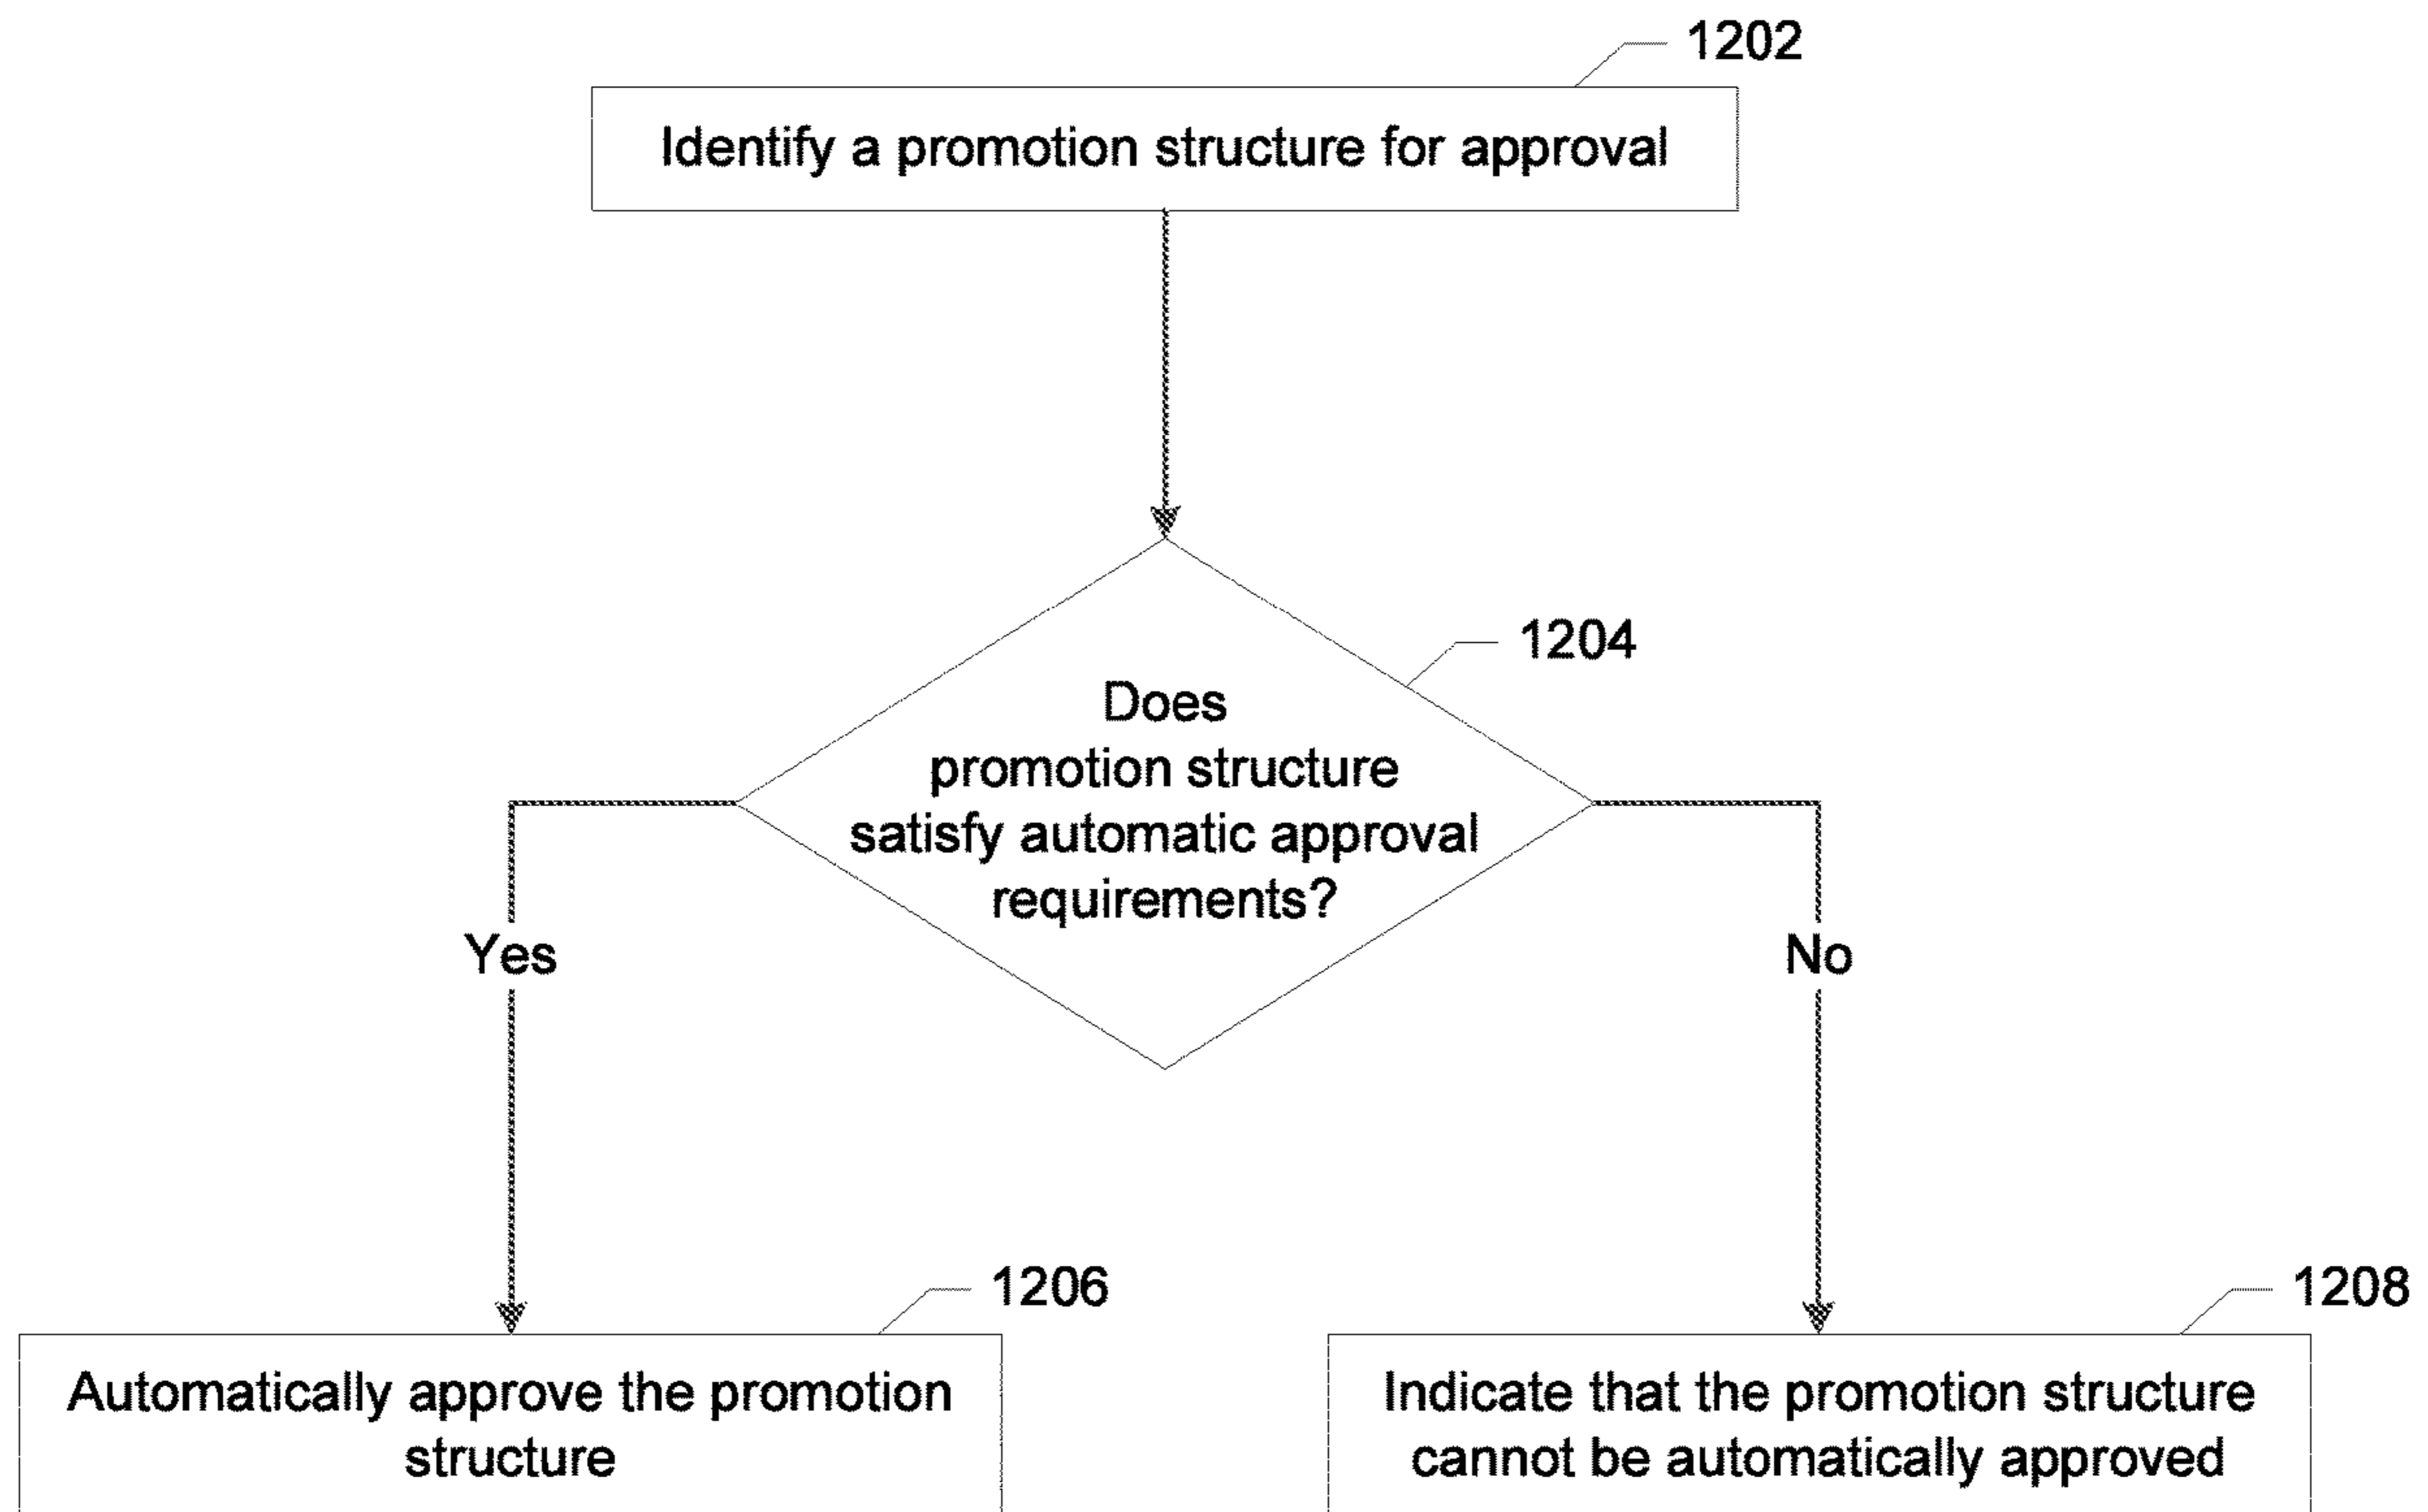 1202
Identify a promotion structure for approval
1204
Does
promotion structure
satisfy automatic approval
requirements?
Yes
No
1206
1208
Automatically approve the promotion
structure
Indicate that the promotion structure
cannot be automatically approved